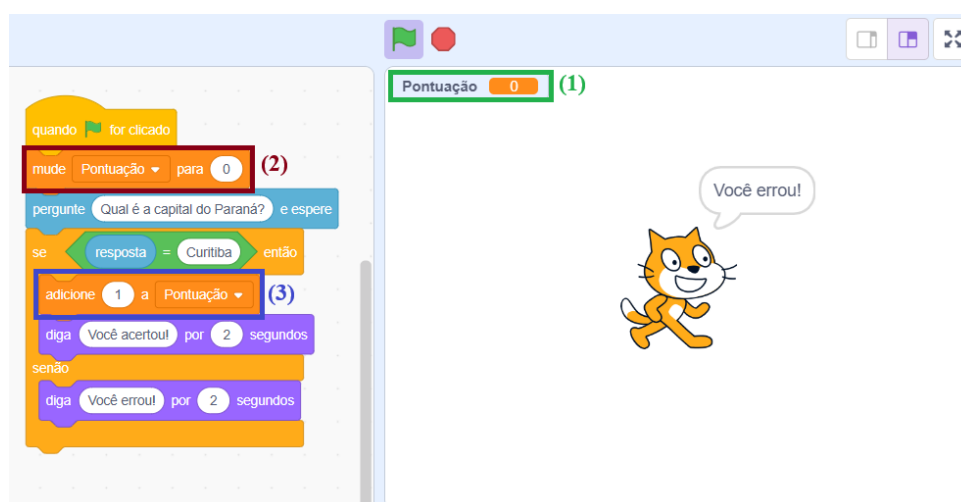 Pontuação 0 (1)
quando for clicado
mude Pontuação para 0 (2)
pergunte Qual é a capital do Paraná? e espere
se resposta = Curitiba então
adicione 1 a Pontuação (3)
diga Você acertou! por 2 segundos
senão
diga Você errou! por 2 segundos
Você errou!